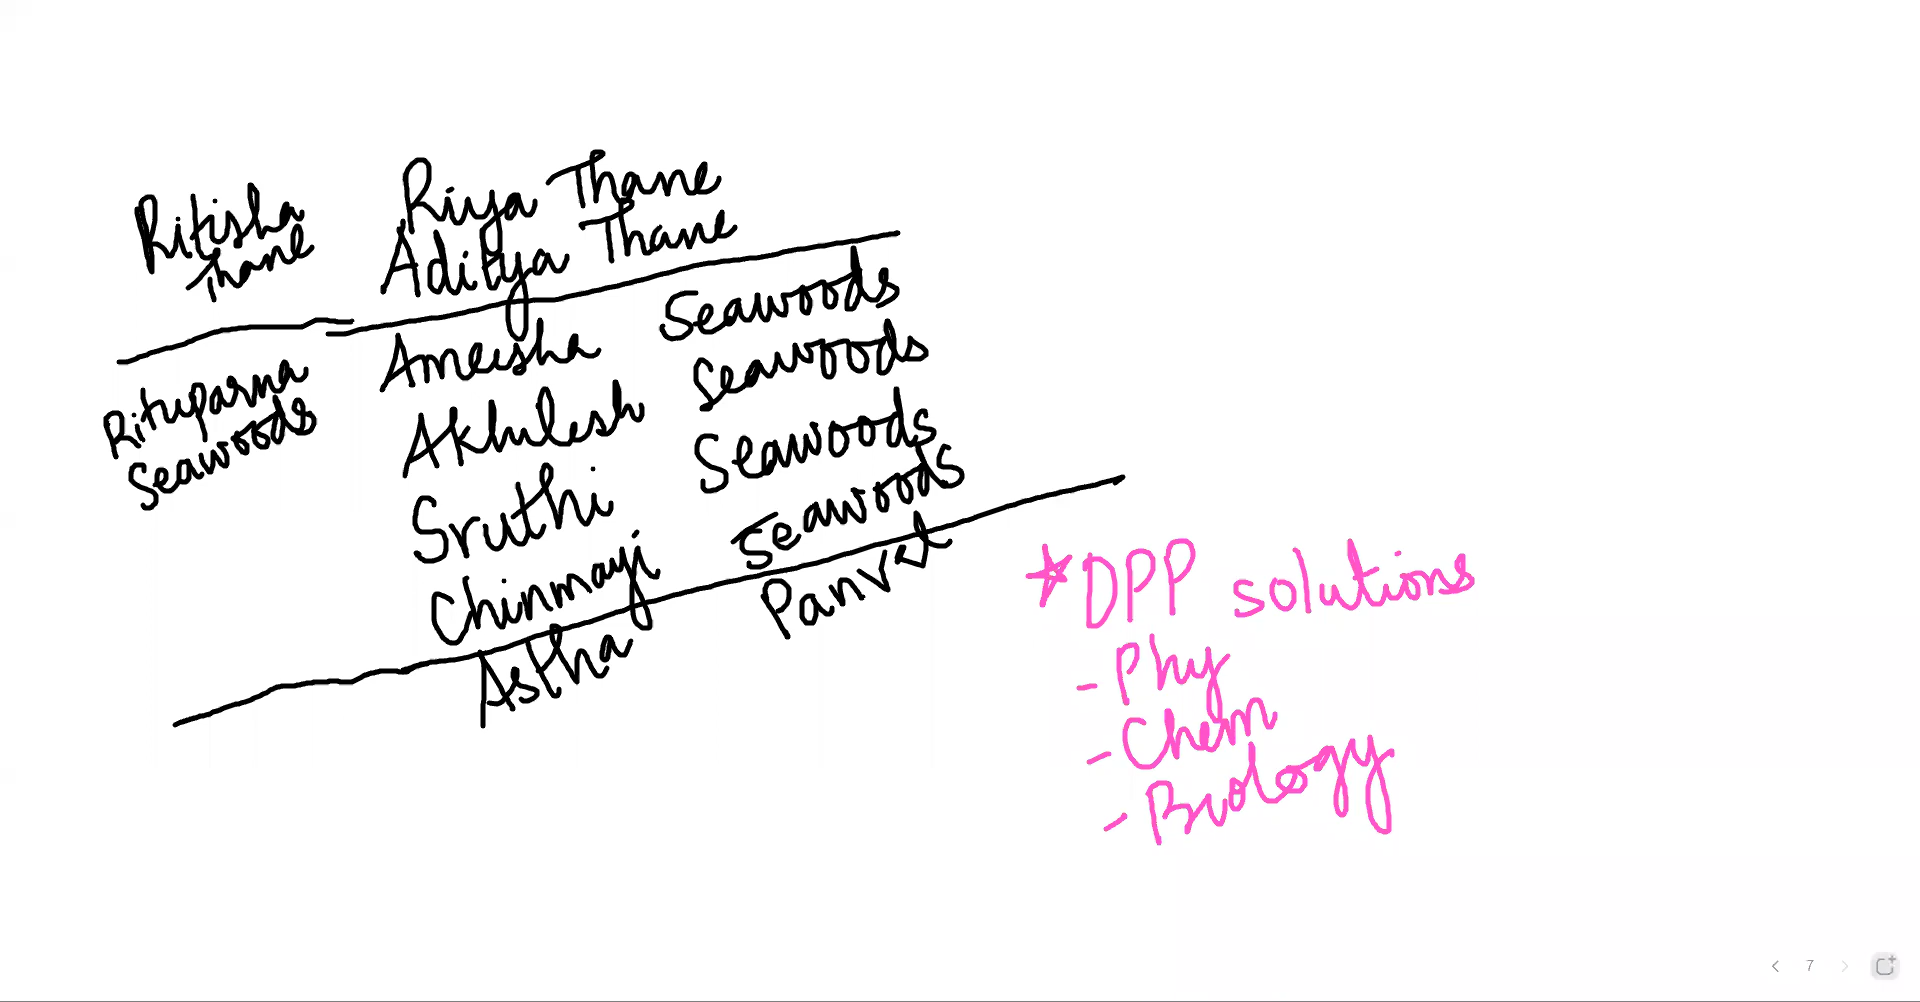 Ritisha
Thane
Riya Thane
Aditya Thane
Rituparna
Seawoods
Ameesha Seawoods
Akhilesh Seawoods
Sruthi Seawoods
Chinmayi Seawoods
Astha Panvel
*DPP solutions
- Phy
- Chem
- Biology
7